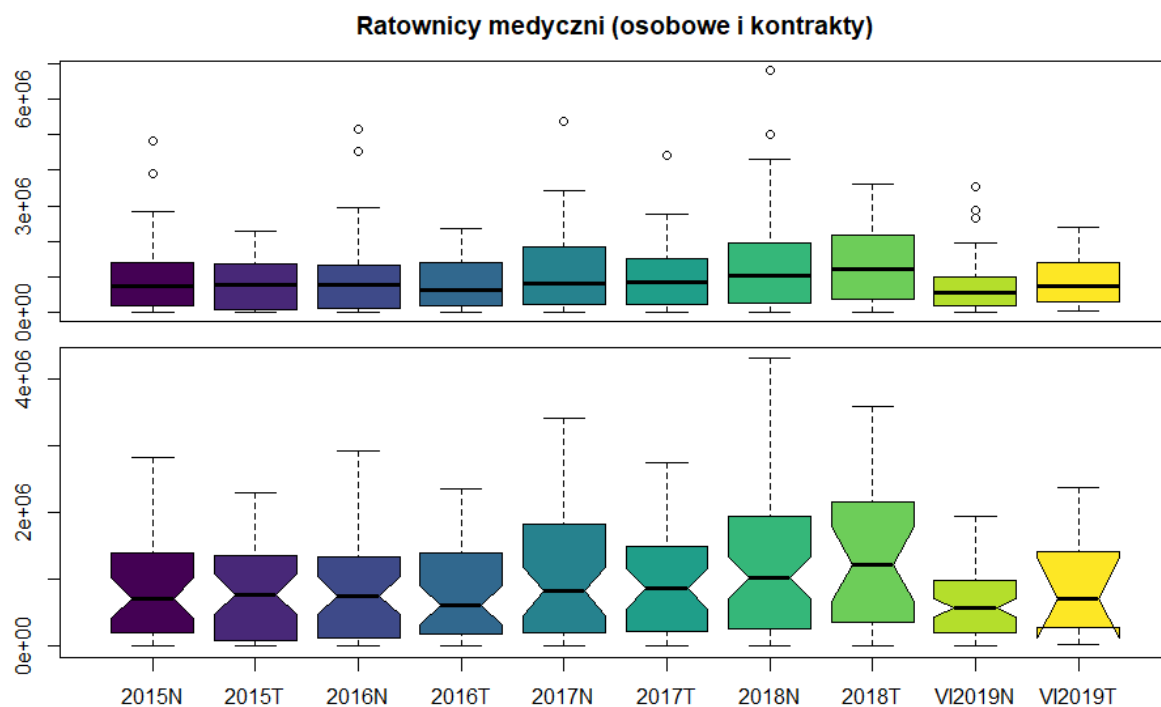 Ratownicy medyczni (osobowe i kontrakty)
6e+06
3e+06
0e+00
4e+06
2e+06
0e+00
2015N 2015T 2016N 2016T 2017N 2017T 2018N 2018T VI2019N VI2019T